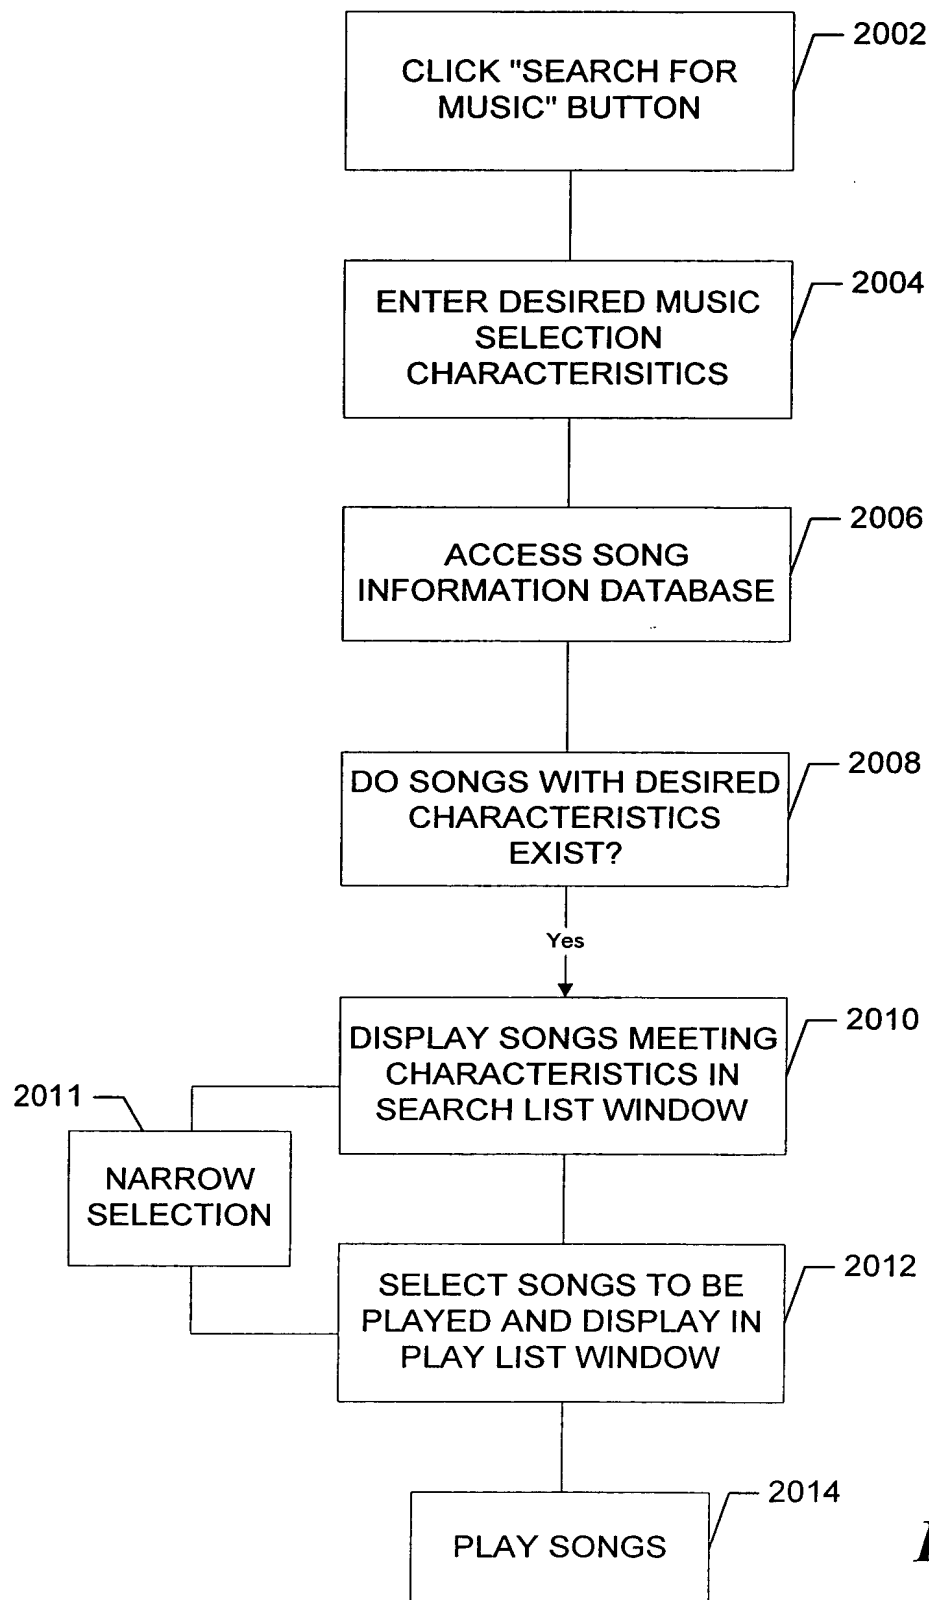 2002
CLICK "SEARCH FOR
MUSIC" BUTTON
2004
ENTER DESIRED MUSIC
SELECTION
CHARACTERISITICS
2006
ACCESS SONG
INFORMATION DATABASE
2008
DO SONGS WITH DESIRED
CHARACTERISTICS
EXIST?
Yes
2010
DISPLAY SONGS MEETING
CHARACTERISTICS IN
SEARCH LIST WINDOW
2011
NARROW
SELECTION
2012
SELECT SONGS TO BE
PLAYED AND DISPLAY IN
PLAY LIST WINDOW
2014
PLAY SONGS